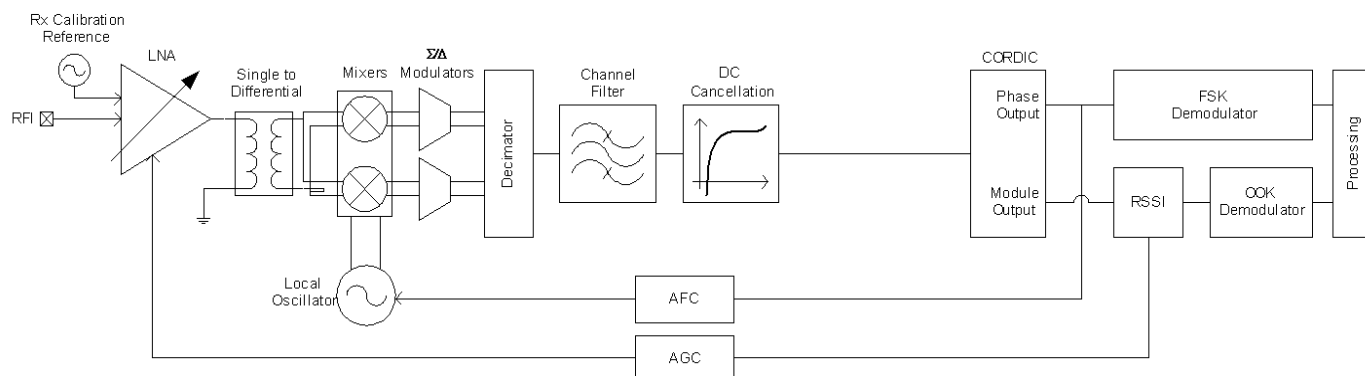 Rx Calibration
Reference
LNA
RFI
Single to
Differential
Mixers
Σ/Δ
Modulators
Decimator
Channel
Filter
DC
Cancellation
CORDIC
Phase
Output
Module
Output
FSK
Demodulator
RSSI
OOK
Demodulator
Processing
Local
Oscillator
AFC
AGC